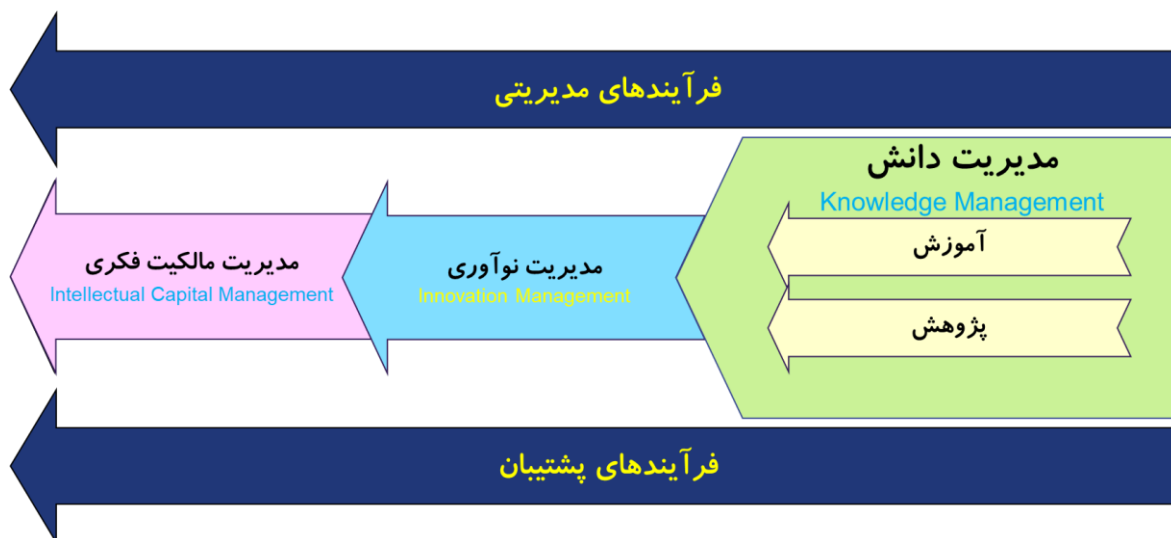 فرآیندهای مدیریتی
مدیریت دانش
Knowledge Management
آموزش
پژوهش
مدیریت نوآوری
Innovation Management
مدیریت مالکیت فکری
Intellectual Capital Management
فرآیندهای پشتیبان